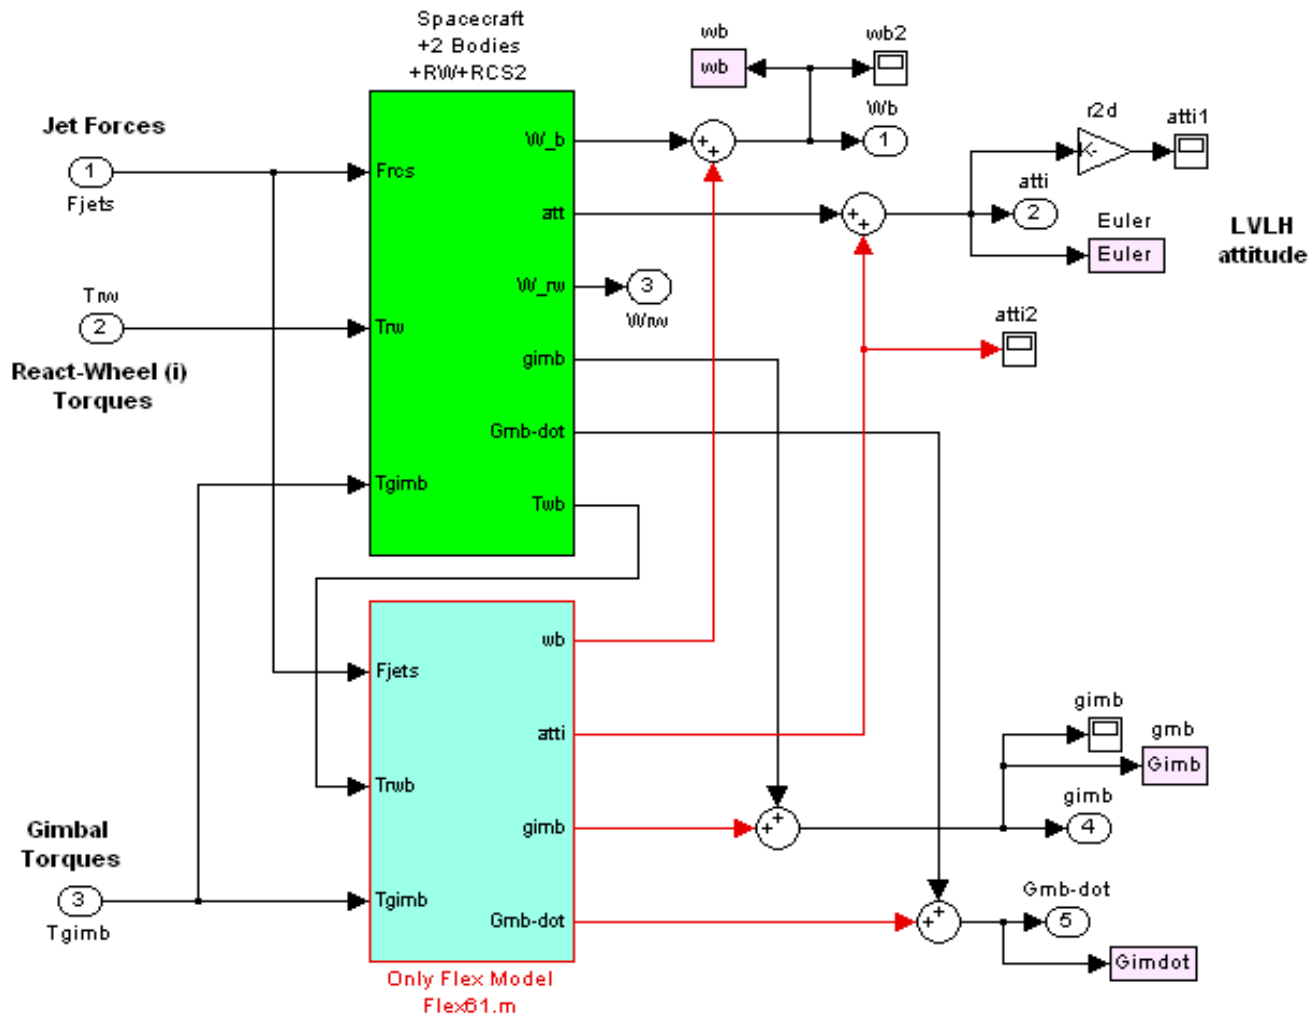 Spacecraft
+2 Bodies
+RW+RCS2
wb
wb
wb2
Wb
1
r2d
atti1
Jet Forces
1
Fjets
Frcs
W_b
++
att
++
atti
2
Euler
Euler
LVLH
attitude
<-
W_rw
3
Wrw
Trw
2
Trw
React-Wheel (i)
Torques
gimb
atti2
Gmb-dot
Tgimb
Twb
wb
Fjets
atti
gimb
gmb
Gimb
Trwb
gimb
++
gimb
4
Gimbal
Torques
3
Tgimb
Tgimb
Gmb-dot
++
Gmb-dot
5
Gimdot
Only Flex Model
Flex61.m